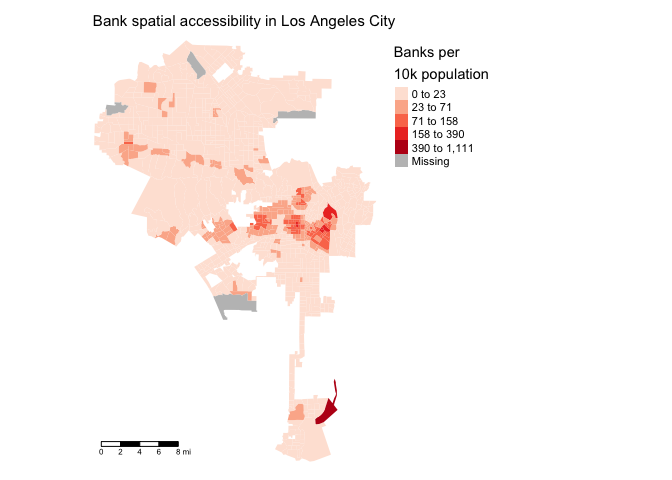 Bank spatial accessibility in Los Angeles City
Banks per
10k population
0 to 23
23 to 71
71 to 158
158 to 390
390 to 1,111
Missing
0 2 4 6 8 mi